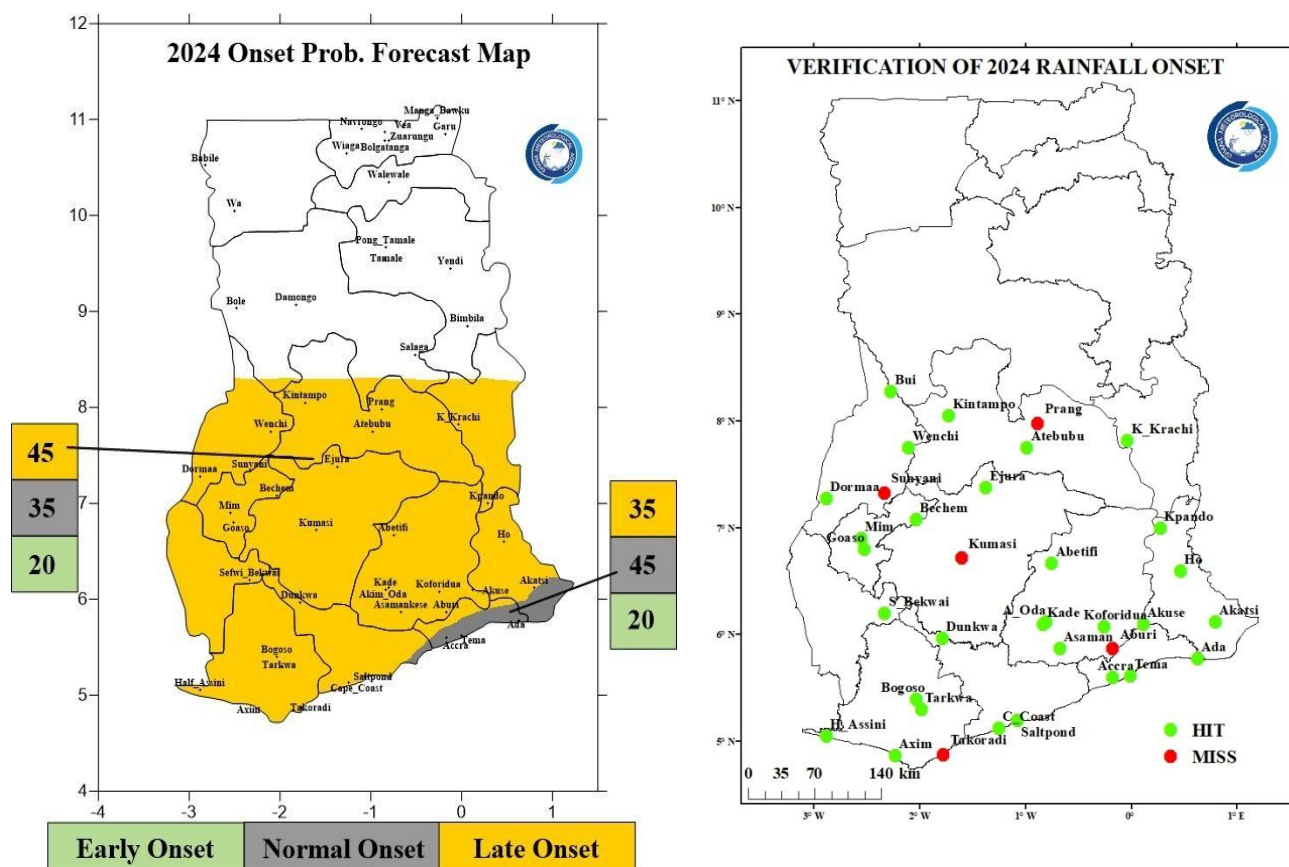 2024 Onset Prob. Forecast Map
12
11
10
9
8
7
6
5
4
-4
-3
-2
-1
0
1
Manga_Bawku
Navrongo
Vea
Garu
Zuarungu
Wiaga
Bolgatanga
Babile
Walewale
Wa
Pong_Tamale
Tamale
Yendi
Bole
Damongo
Bimbila
Salaga
Kintampo
Prang
K_Krachi
Wenchi
Atebubu
Dormaa
Sunyani
Ejura
Bechem
Kpando
Mim
Goaso
Kumasi
Abetifi
Ho
Sefwi_Bekwai
Kade
Koforidua
Akatsi
Dunkwa
Akim_Oda
Akuse
Asamankese
Aburi
Ada
Tema
Accra
Bogoso
Tarkwa
Half_Assini
Saltpond
Cape_Coast
Axim
Takoradi
45
35
20
35
45
20
Early Onset
Normal Onset
Late Onset
VERIFICATION OF 2024 RAINFALL ONSET
GHANA METEOROLOGICAL AGENCY
11° N
10° N
9° N
8° N
7° N
6° N
5° N
3° W
2° W
1° W
0°
1° E
Bui
Kintampo
Prang
K_Krachi
Wenchi
Atebubu
Dormaa
Sunyani
Ejura
Bechem
Kpando
Mim
Goaso
Kumasi
Abetifi
Ho
S_Bekwai
A_Oda
Kade
Koforidua
Akuse
Akatsi
Dunkwa
Asaman
Aburi
Ada
Accra
Tema
Bogoso
Tarkwa
C_Coast
H_Assini
Saltpond
Axim
Takoradi
HIT
MISS
0 35 70 140 km